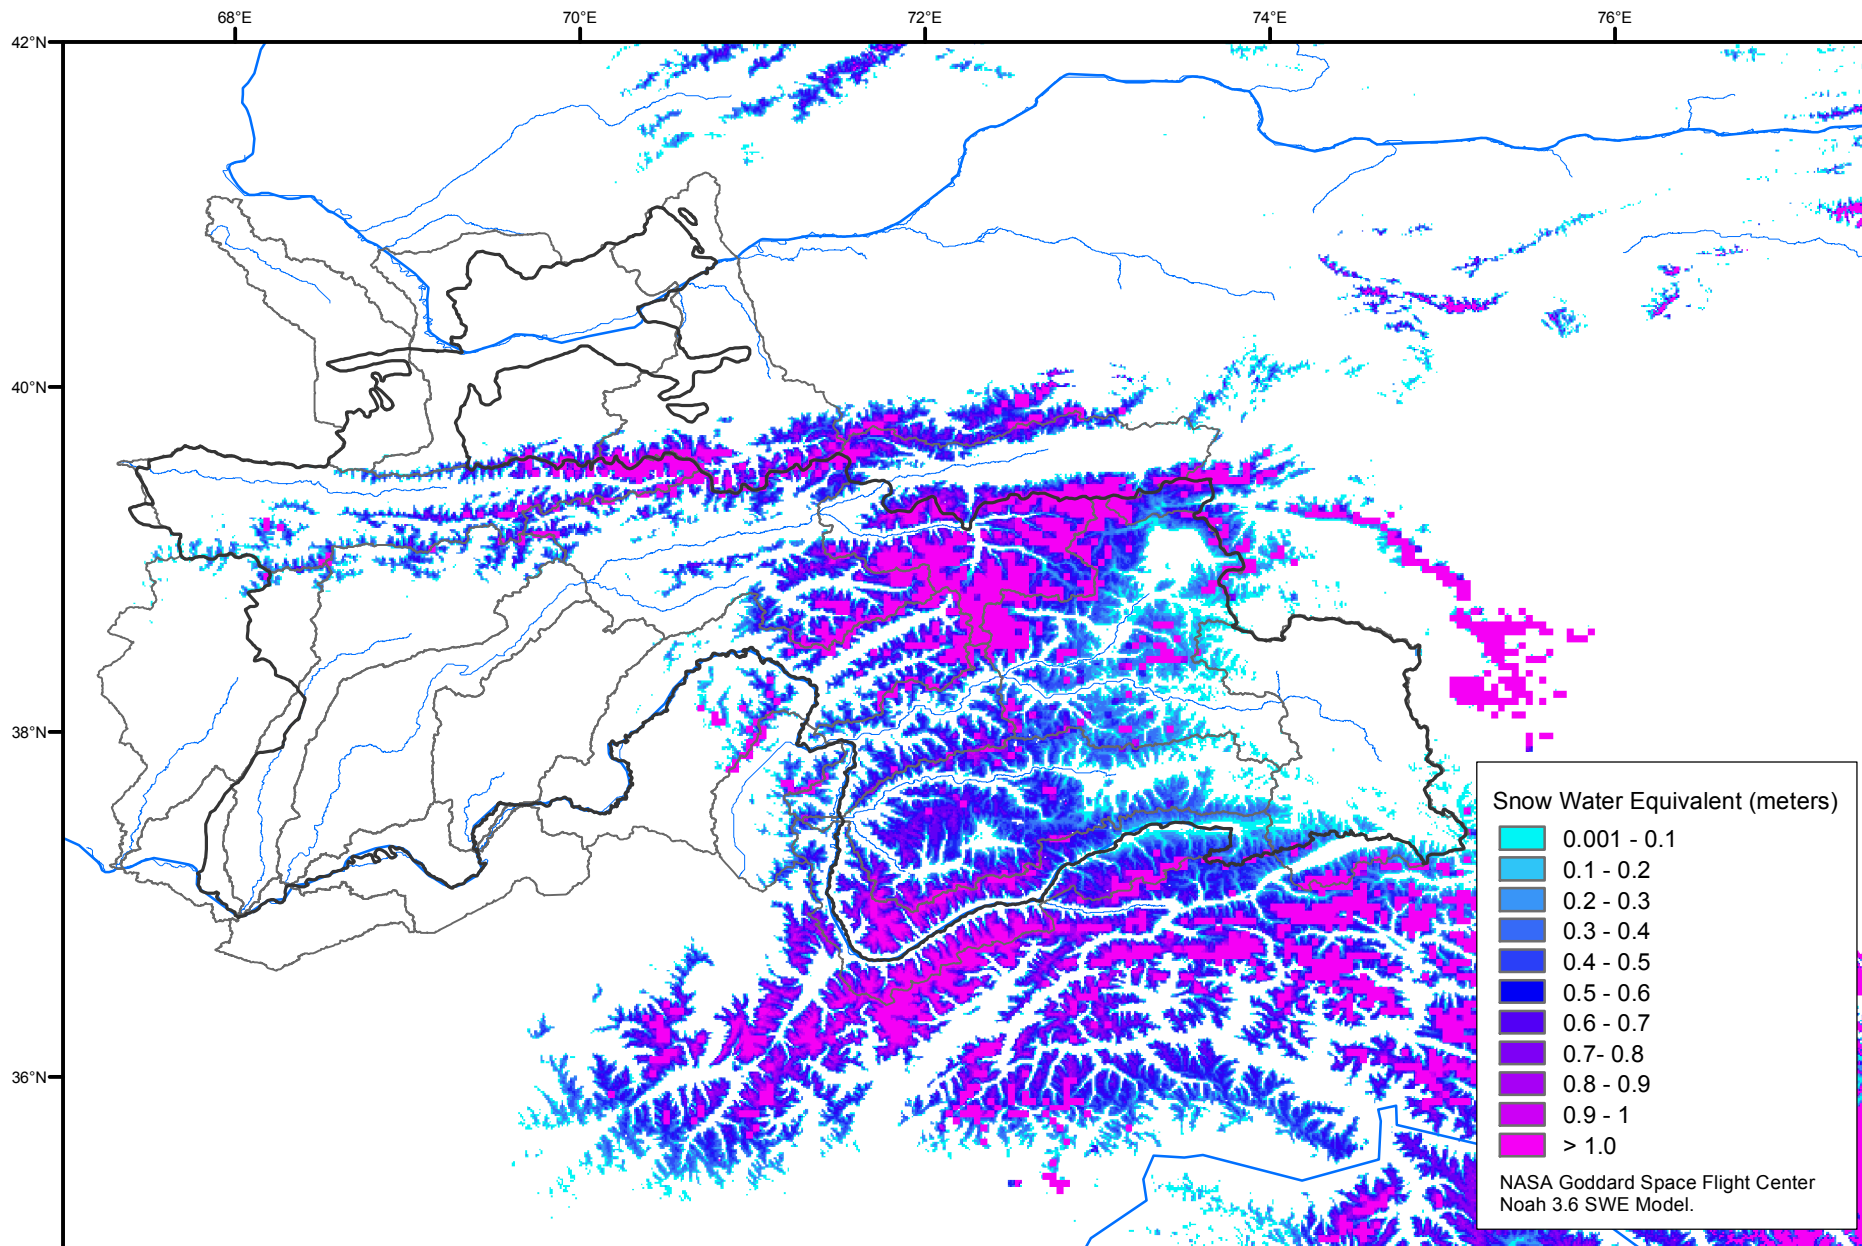 68°E 70°E 72°E 74°E 76°E
42°N
40°N
38°N
36°N
Snow Water Equivalent (meters)
0.001 - 0.1
0.1 - 0.2
0.2 - 0.3
0.3 - 0.4
0.4 - 0.5
0.5 - 0.6
0.6 - 0.7
0.7- 0.8
0.8 - 0.9
0.9 - 1
> 1.0
NASA Goddard Space Flight Center
Noah 3.6 SWE Model.